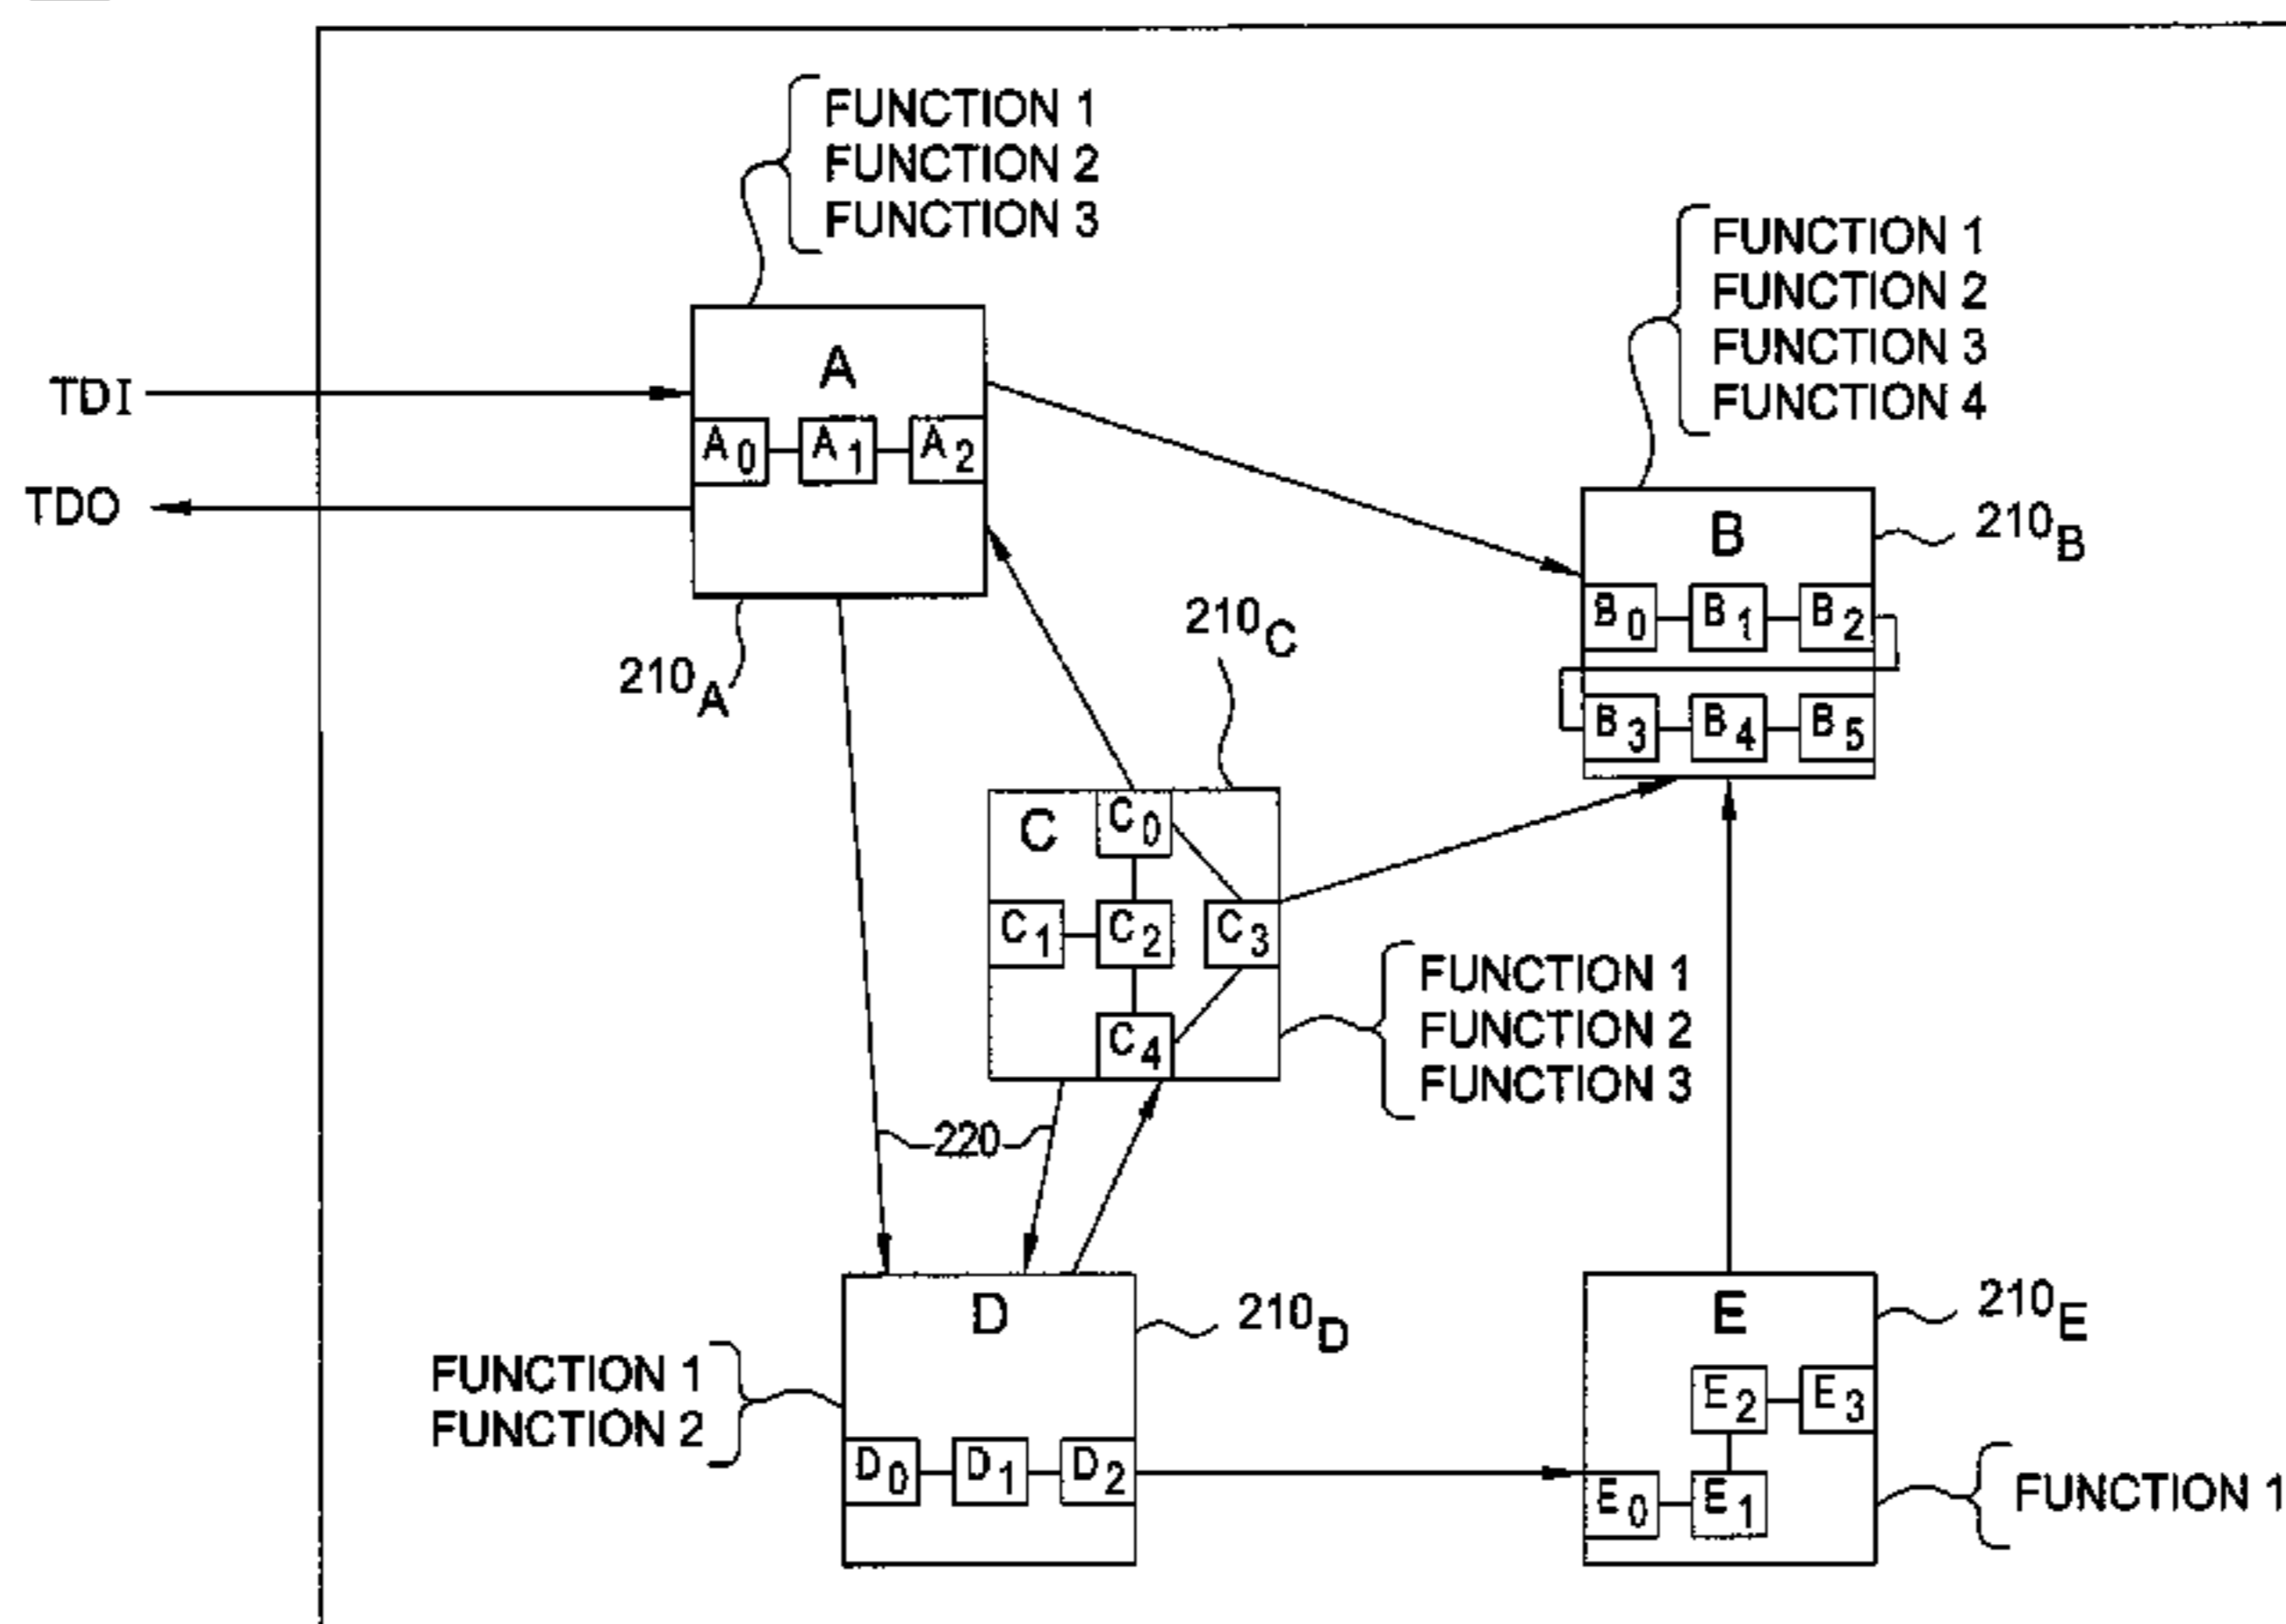 FUNCTION 1
FUNCTION 2
FUNCTION 3
FUNCTION 1
FUNCTION 2
FUNCTION 3
FUNCTION 4
TDI
A
A0 A1 A2
TDO
B
210B
B0 B1 B2
B3 B4 B5
210A
210C
C
C0
C1 C2 C3
C4
FUNCTION 1
FUNCTION 2
FUNCTION 3
220
D
210D
E
210E
FUNCTION 1
FUNCTION 2
E2 E3
D0 D1 D2
E0 E1
FUNCTION 1